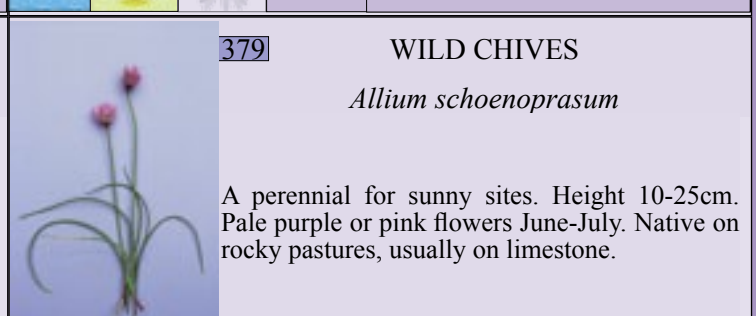 379 WILD CHIVES
Allium schoenoprasum
A perennial for sunny sites. Height 10-25cm.
Pale purple or pink flowers June-July. Native on
rocky pastures, usually on limestone.